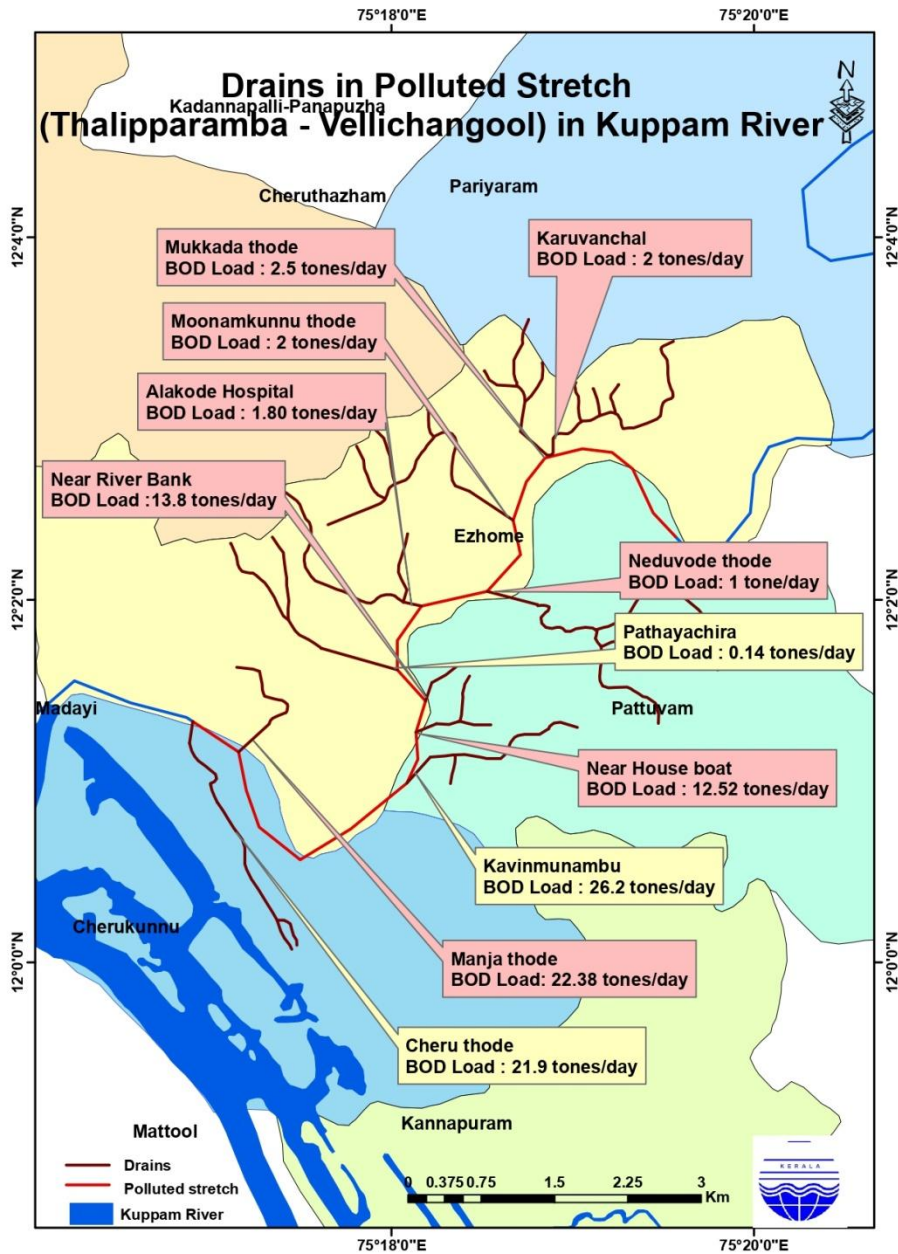 75°18'0"E
75°20'0"E
Drains in Polluted Stretch
Kadannapalli-Panapuzha
(Thalipparamba - Vellichangool) in Kuppam River
N
Cheruthazham
Pariyaram
12°4'0"N
12°4'0"N
Mukkada thode
BOD Load : 2.5 tones/day
Karuvanchal
BOD Load : 2 tones/day
Moonamkunnu thode
BOD Load : 2 tones/day
Alakode Hospital
BOD Load : 1.80 tones/day
Near River Bank
BOD Load :13.8 tones/day
Ezhome
Neduvode thode
BOD Load: 1 tone/day
12°2'0"N
12°2'0"N
Pathayachira
BOD Load : 0.14 tones/day
Madayi
Pattuvam
Near House boat
BOD Load : 12.52 tones/day
Kavinmunambu
BOD Load : 26.2 tones/day
Cherukunnu
Manja thode
BOD Load: 22.38 tones/day
12°0'0"N
12°0'0"N
Cheru thode
BOD Load : 21.9 tones/day
Mattool
Kannapuram
Drains
Polluted stretch
Kuppam River
0 0.375 0.75 1.5 2.25 3
Km
KERALA
75°18'0"E
75°20'0"E